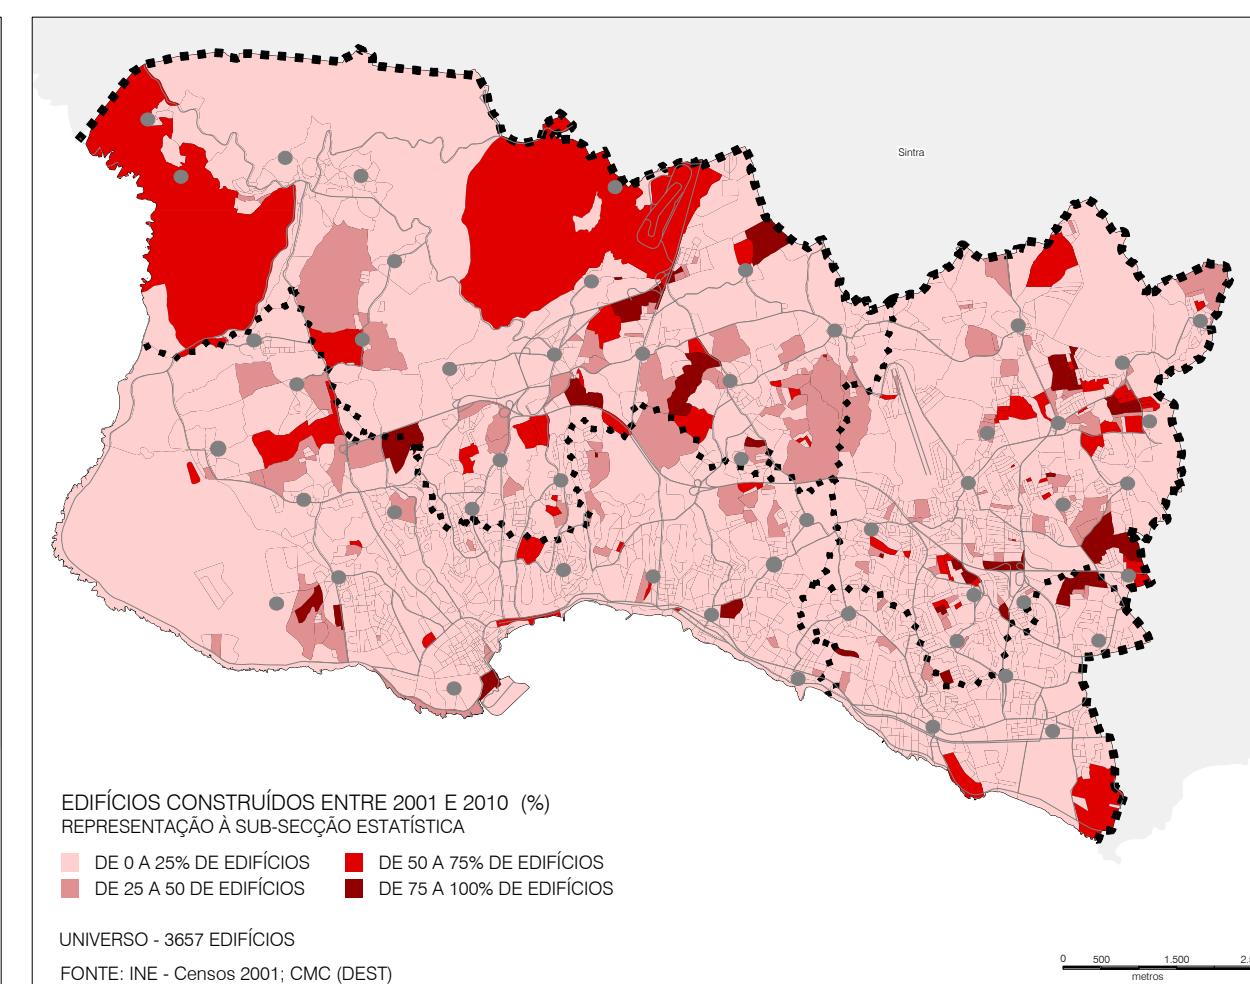 Sintra
EDIFÍCIOS CONSTRUÍDOS ENTRE 2001 E 2010 (%)
REPRESENTAÇÃO À SUB-SECÇÃO ESTATÍSTICA
DE 0 A 25% DE EDIFÍCIOS
DE 50 A 75% DE EDIFÍCIOS
DE 25 A 50 DE EDIFÍCIOS
DE 75 A 100% DE EDIFÍCIOS
UNIVERSO - 3657 EDIFÍCIOS
FONTE: INE - Censos 2001; CMC (DEST)
0 500 1.500
metros